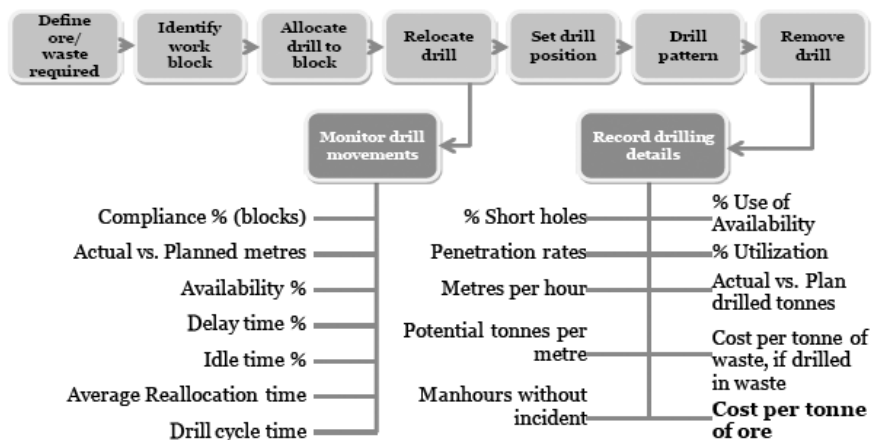 Define
ore/
waste
required
Identify
work
block
Allocate
drill to
block
Relocate
drill
Set drill
position
Drill
pattern
Remove
drill
Monitor drill
movements
Record drilling
details
Compliance % (blocks)
Actual vs. Planned metres
Availability %
Delay time %
Idle time %
Average Reallocation time
Drill cycle time
% Short holes
Penetration rates
Metres per hour
Potential tonnes per
metre
Manhours without
incident
% Use of
Availability
% Utilization
Actual vs. Plan
drilled tonnes
Cost per tonne of
waste, if drilled
in waste
Cost per tonne
of ore